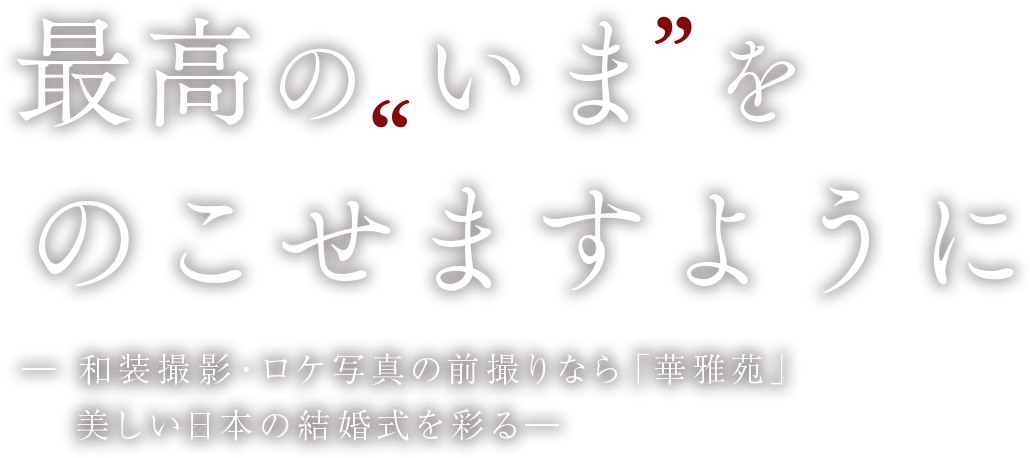 最高の“いま”を
のこせますように
― 和装撮影・ロケ写真の前撮りなら「華雅苑」
美しい日本の結婚式を彩る―